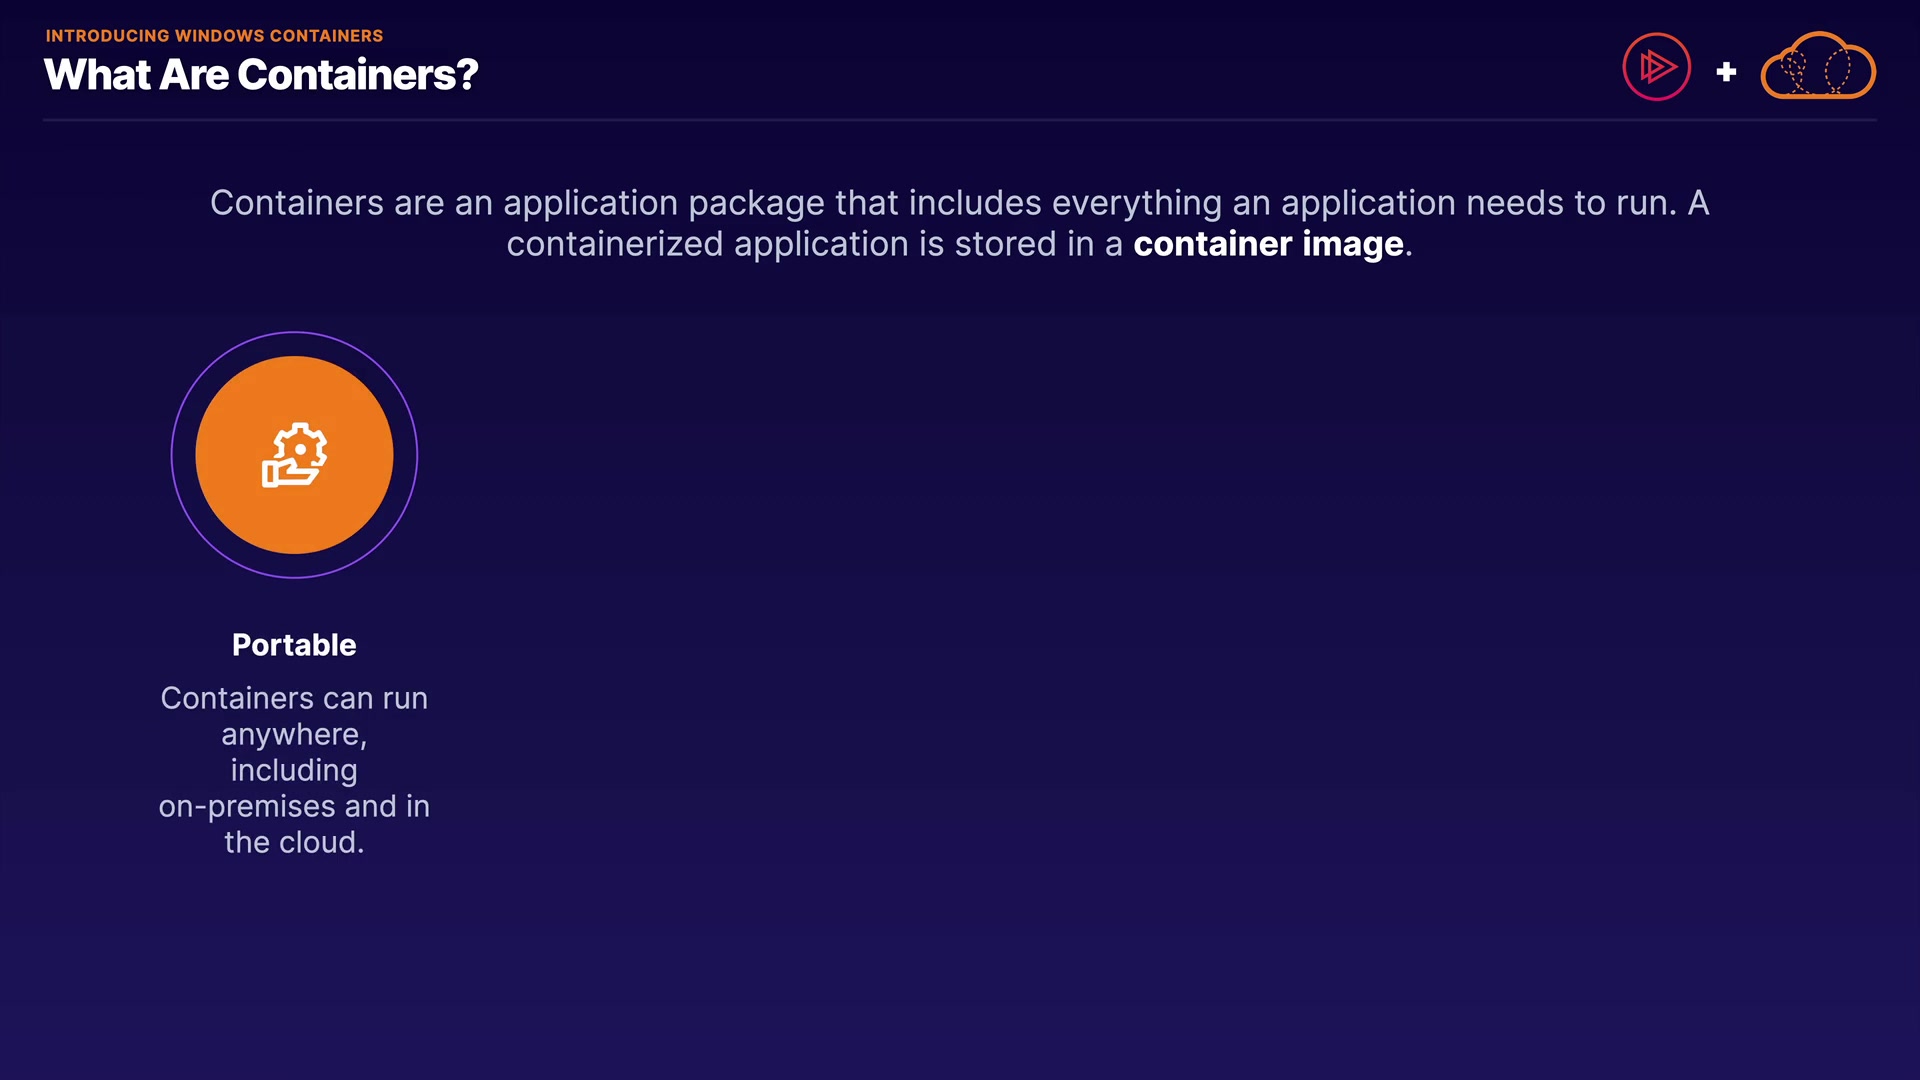 INTRODUCING WINDOWS CONTAINERS
What Are Containers?
+
Containers are an application package that includes everything an application needs to run. A
containerized application is stored in a container image.
Portable
Containers can run
anywhere,
including
on-premises and in
the cloud.